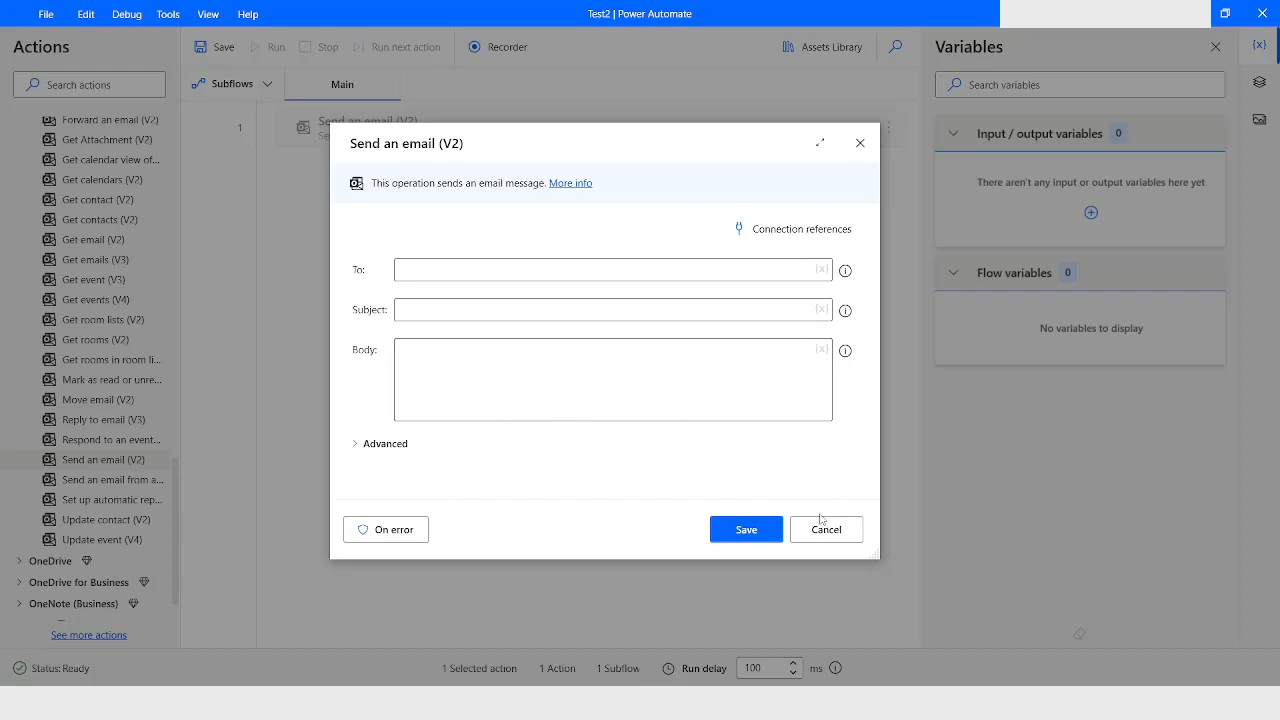 File Edit Debug Tools View Help Test2 | Power Automate
Actions
Search actions
Forward an email (V2)
Get Attachment (V2)
Get calendar view of...
Get calendars (V2)
Get contact (V2)
Get contacts (V2)
Get email (V2)
Get emails (V3)
Get event (V3)
Get events (V4)
Get room lists (V2)
Get rooms (V2)
Get rooms in room li...
Mark as read or unre...
Move email (V2)
Reply to email (V3)
Respond to an event...
Send an email (V2)
Send an email from a...
Set up automatic rep...
Update contact (V2)
Update event (V4)
OneDrive
OneDrive for Business
OneNote (Business)
See more actions
Save Run Stop Run next action Recorder Assets Library
Subflows Main
1
Send an email (V2)
Send an email (V2)
This operation sends an email message. More info
Connection references
To: {x}
Subject: {x}
Body: {x}
Advanced
On error Save Cancel
Variables {x}
Search variables
Input / output variables 0
There aren't any input or output variables here yet
Flow variables 0
No variables to display
Status: Ready 1 Selected action 1 Action 1 Subflow Run delay 100 ms